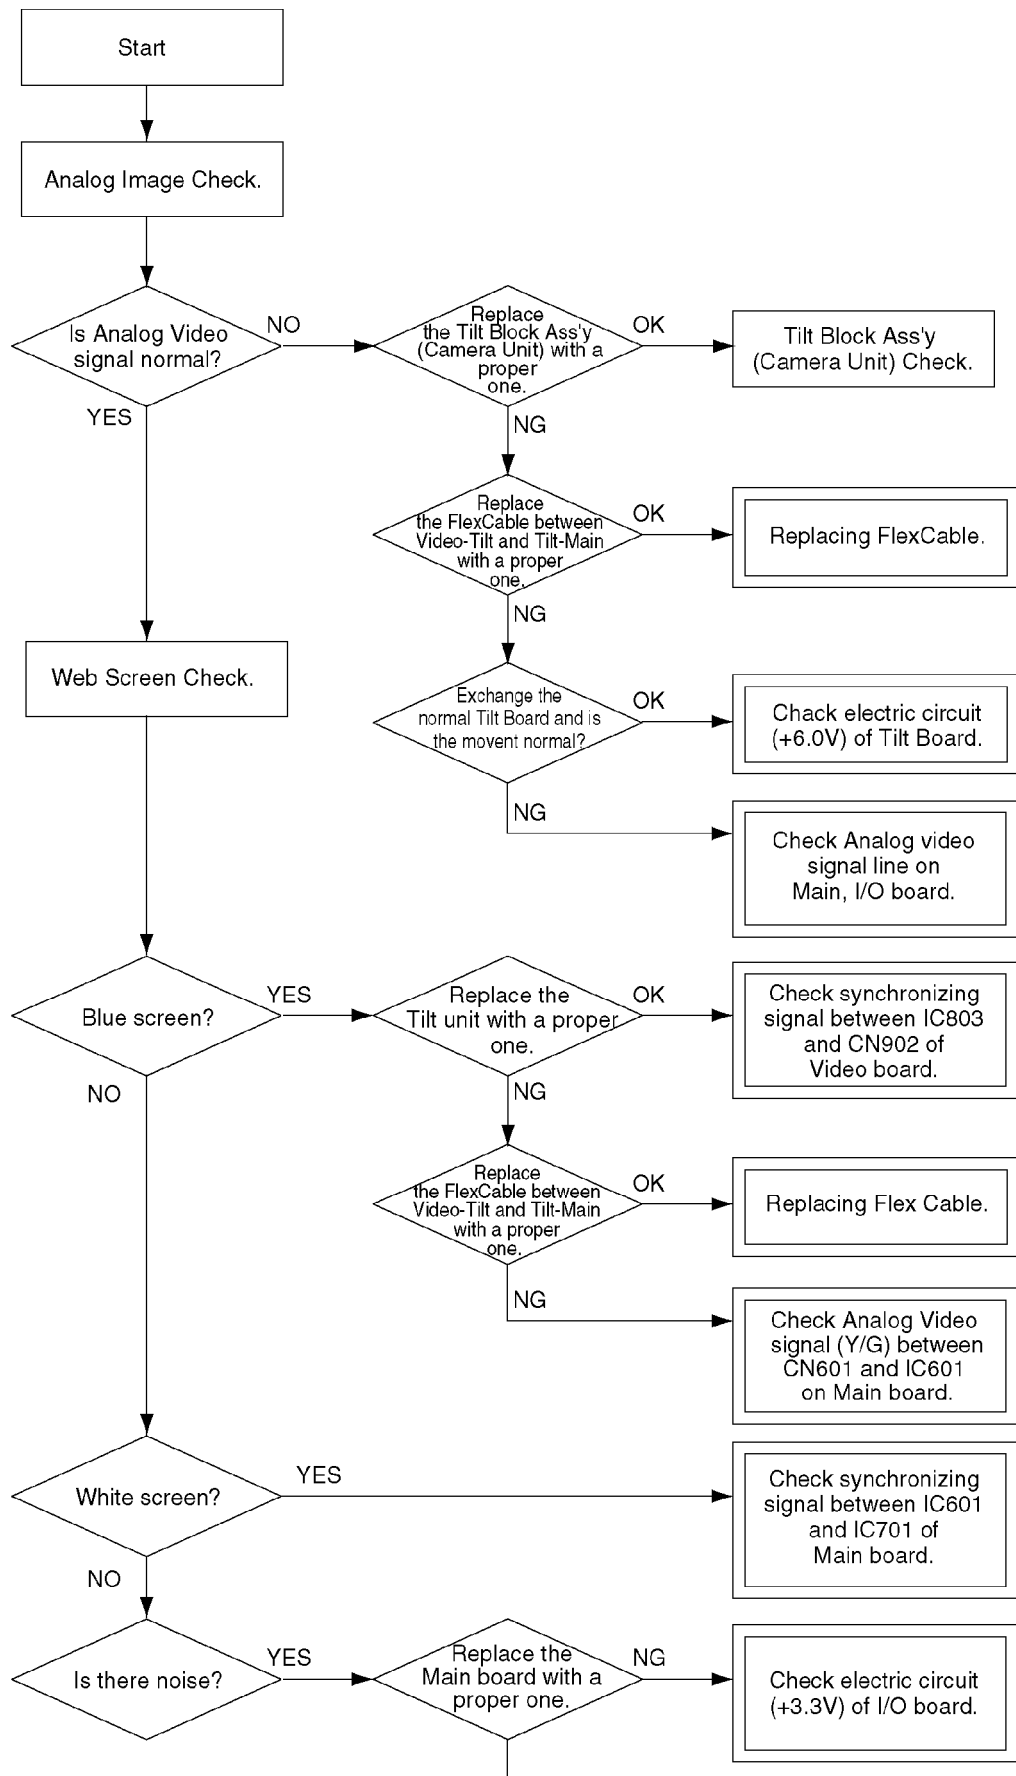 Start
Analog Image Check.
Is Analog Video
signal normal?
NO
YES
Replace
the Tilt Block Ass'y
(Camera Unit) with a
proper
one.
OK
NG
Tilt Block Ass'y
(Camera Unit) Check.
Replace
the FlexCable between
Video-Tilt and Tilt-Main
with a proper
one.
OK
NG
Replacing FlexCable.
Web Screen Check.
Exchange the
normal Tilt Board and is
the movent normal?
OK
NG
Chack electric circuit
(+6.0V) of Tilt Board.
Check Analog video
signal line on
Main, I/O board.
Blue screen?
YES
NO
Replace the
Tilt unit with a proper
one.
OK
NG
Check synchronizing
signal between IC803
and CN902 of
Video board.
Replace
the FlexCable between
Video-Tilt and Tilt-Main
with a proper
one.
OK
NG
Replacing Flex Cable.
Check Analog Video
signal (Y/G) between
CN601 and IC601
on Main board.
White screen?
YES
NO
Check synchronizing
signal between IC601
and IC701 of
Main board.
Is there noise?
YES
Replace the
Main board with a
proper one.
NG
Check electric circuit
(+3.3V) of I/O board.